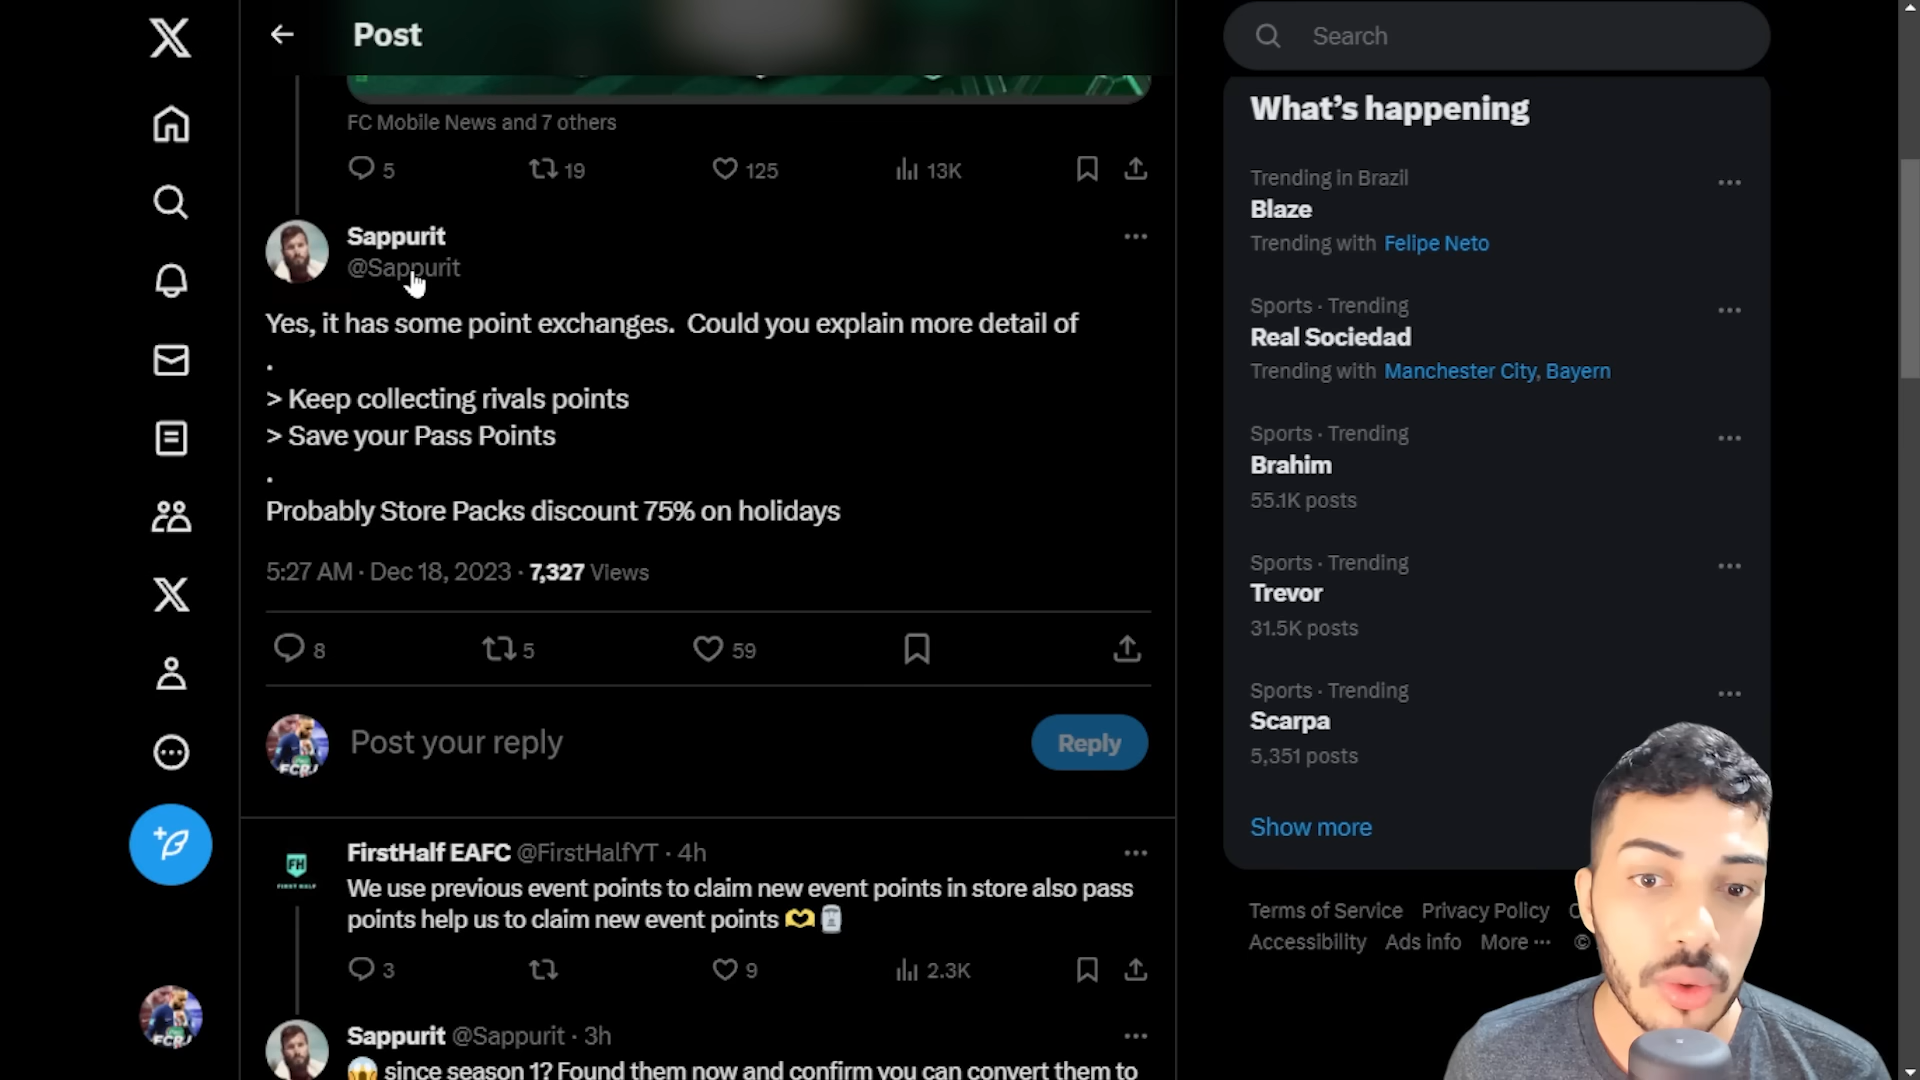 Post
Search
FC Mobile News and 7 others
5 19 125 13K
Sappurit
@Sappurit
Yes, it has some point exchanges. Could you explain more detail of
.
> Keep collecting rivals points
> Save your Pass Points
.
Probably Store Packs discount 75% on holidays
5:27 AM · Dec 18, 2023 · 7,327 Views
8 5 59
FCRJ
Post your reply
Reply
FH
FIRST HALF
FirstHalf EAFC @FirstHalfYT · 4h
We use previous event points to claim new event points in store also pass
points help us to claim new event points
3 9 2.3K
Sappurit @Sappurit · 3h
since season 1? Found them now and confirm you can convert them to
FCRJ
What's happening
Trending in Brazil
Blaze
Trending with Felipe Neto
Sports · Trending
Real Sociedad
Trending with Manchester City, Bayern
Sports · Trending
Brahim
55.1K posts
Sports · Trending
Trevor
31.5K posts
Sports · Trending
Scarpa
5,351 posts
Show more
Terms of Service Privacy Policy
Accessibility Ads info More ··· ©